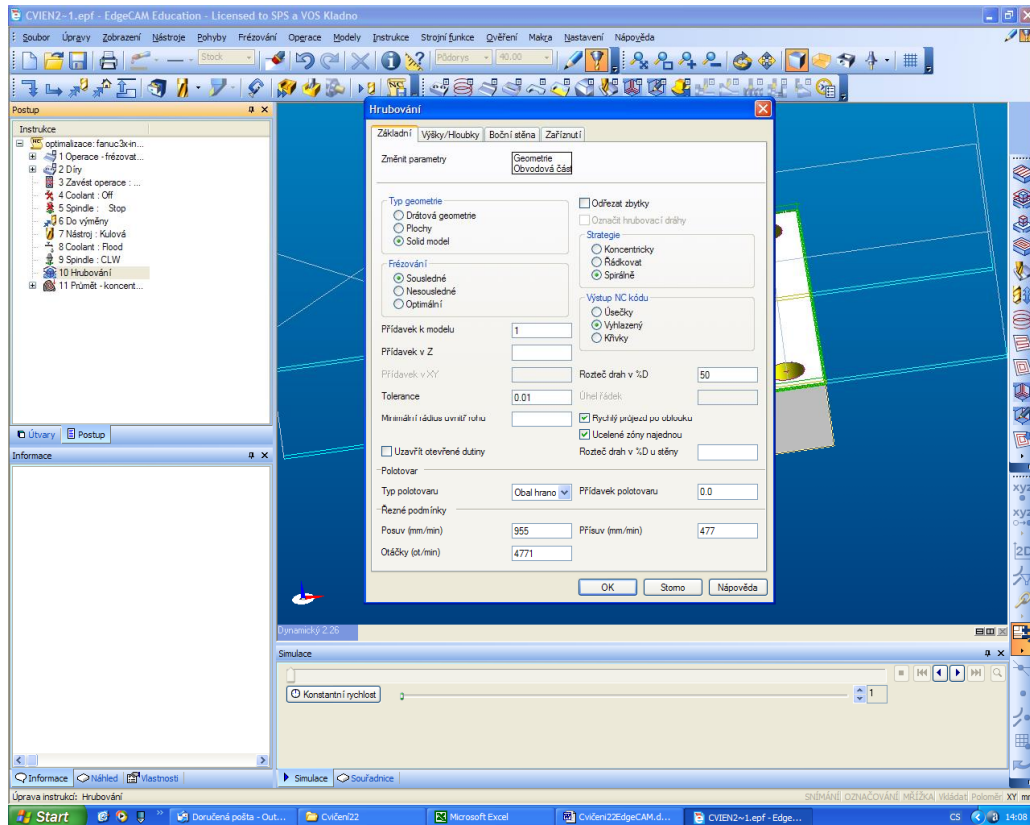 CVIEN2~1.epf - EdgeCAM Education - Licensed to SPS a VOS Kladno
Soubor Úpravy Zobrazení Nástroje Pohyby Frézování Operace Modely Instrukce Strojní funkce Ověření Makra Nastavení Nápověda
Stock Půdorys 40.00
Postup
Instrukce
optimalizace: fanuc3x-in...
1 Operace - frézovat...
2 Díry
3 Zavést operace : ...
4 Coolant : Off
5 Spindle : Stop
6 Do výměny
7 Nástroj : Kulová
8 Coolant : Flood
9 Spindle : CLW
10 Hrubování
11 Průmět - koncent...
Útvary Postup
Informace
Informace Náhled Vlastnosti
Hrubování
Základní Výšky/Hloubky Boční stěna Zaříznutí
Změnit parametry
Geometrie
Obvodová část
Typ geometrie
Drátová geometrie
Plochy
Solid model
Odřezat zbytky
Označit hrubovací dráhy
Strategie
Koncentricky
Řádkovat
Spirálně
Frézování
Sousledné
Nesousledné
Optimální
Výstup NC kódu
Úsečky
Vyhlazený
Křivky
Přídavek k modelu 1
Přídavek v Z
Přídavek v XY
Rozteč drah v %D 50
Tolerance 0.01
Úhel řádek
Minimální rádius uvnitř rohu
Rychlý průjezd po oblouku
Ucelené zóny najednou
Uzavřít otevřené dutiny
Rozteč drah v %D u stěny
Polotovar
Typ polotovaru Obal hrano
Přídavek polotovaru 0.0
Řezné podmínky
Posuv (mm/min) 955
Přísuv (mm/min) 477
Otáčky (ot/min) 4771
OK Storno Nápověda
Dynamický 2.26
Simulace
Konstantní rychlost
1
Simulace Souřadnice
Úprava instrukcí: Hrubování
SNÍMÁNÍ OZNAČOVÁNÍ MŘÍŽKA Vkládat Poloměr XY mm
Start
Doručená pošta - Out...
Cvičení22
Microsoft Excel
Cvičeni22EdgeCAM.d...
CVIEN2~1.epf - Edge...
CS
14:08